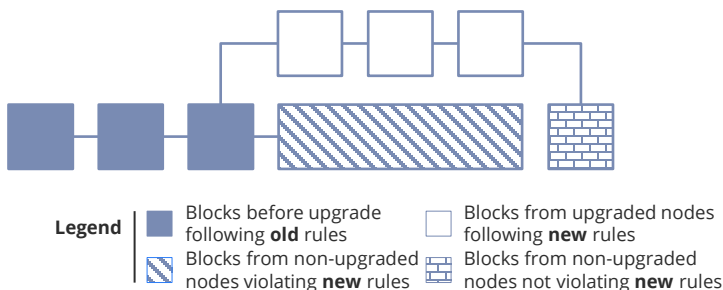 Legend
Blocks before upgrade
following old rules
Blocks from upgraded nodes
following new rules
Blocks from non-upgraded
nodes violating new rules
Blocks from non-upgraded
nodes not violating new rules